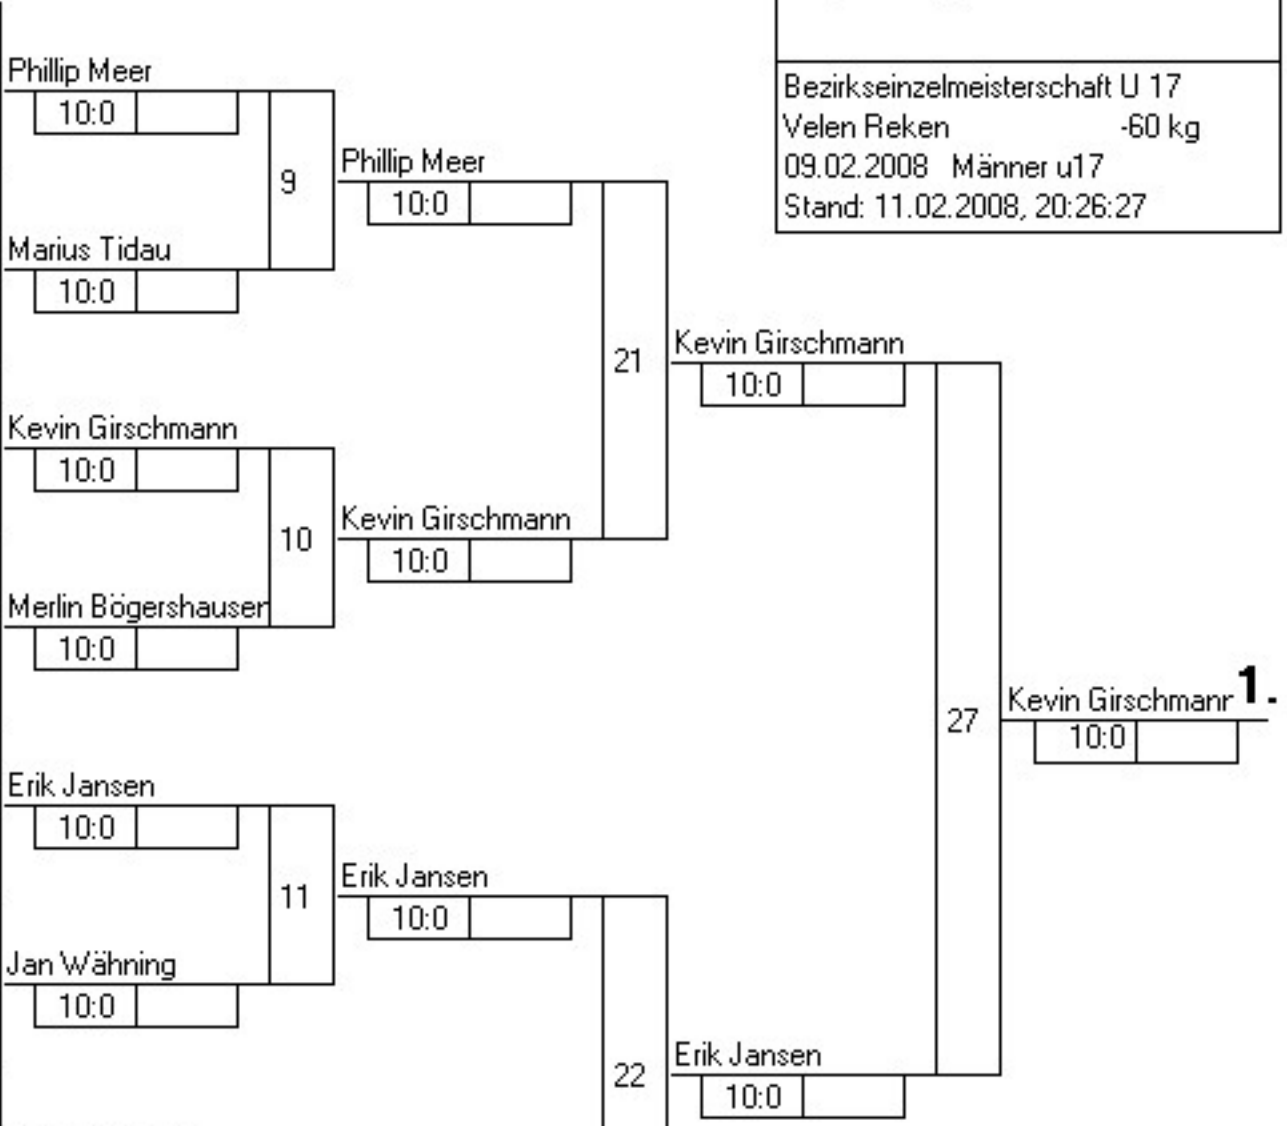 Bezirkseinzelmeisterschaft U 17
Velen Reken -60 kg
09.02.2008 Männer u17
Stand: 11.02.2008, 20:26:27
Phillip Meer
10:0
9
Marius Tidau
10:0
Phillip Meer
10:0
21
Kevin Girschmann
10:0
10
Merlin Bögershausen
10:0
Kevin Girschmann
10:0
Kevin Girschmann
10:0
27
Kevin Girschmann 1.
10:0
Erik Jansen
10:0
11
Jan Wähning
10:0
Erik Jansen
10:0
22
Erik Jansen
10:0